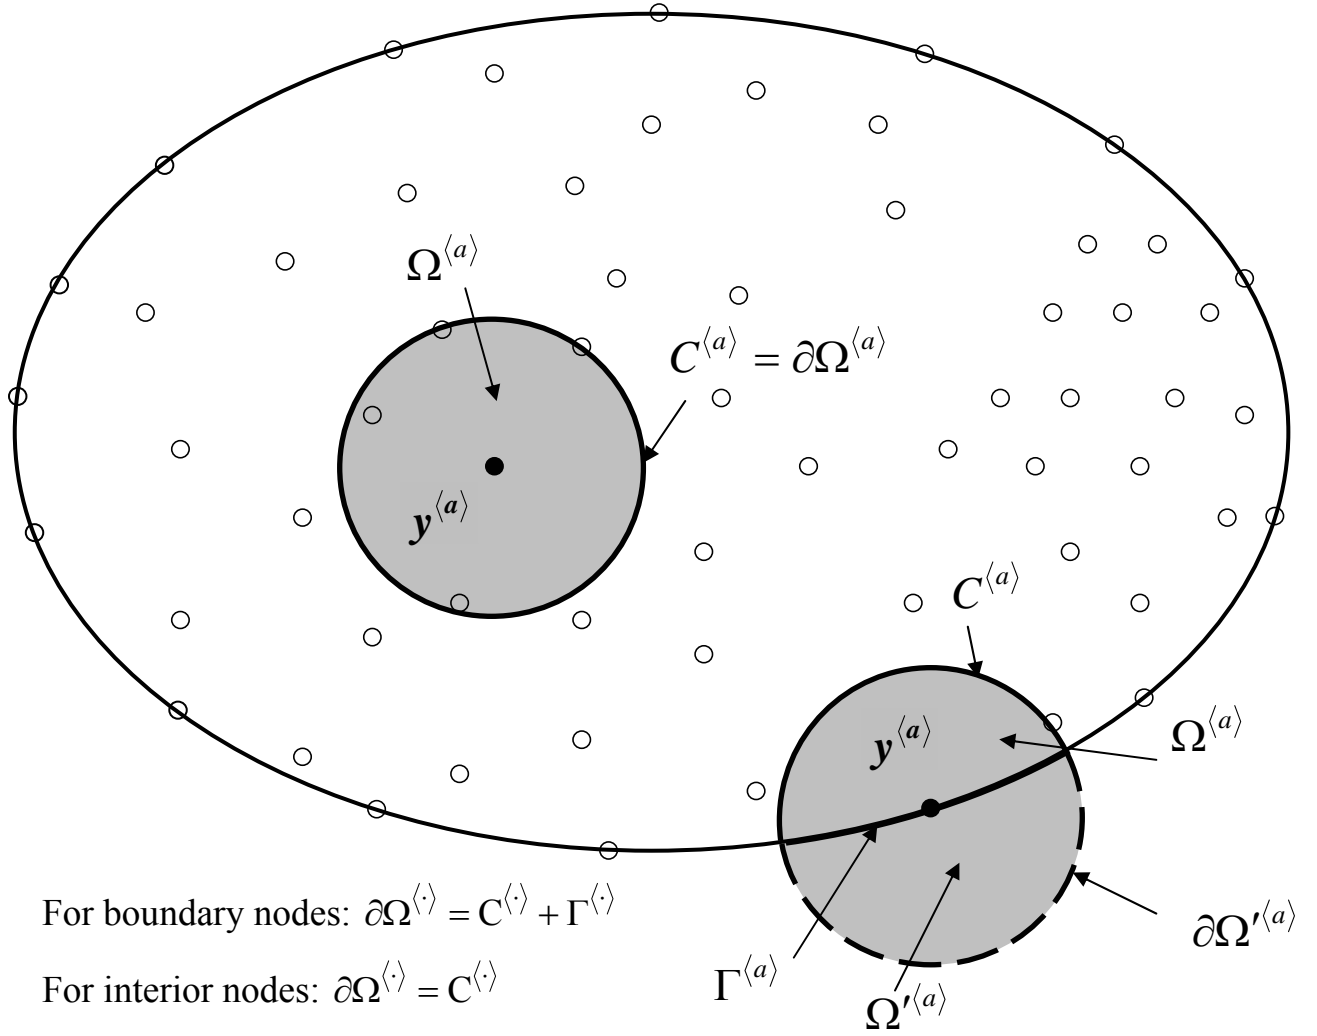 Ω⟨a⟩
C⟨a⟩ = ∂Ω⟨a⟩
y⟨a⟩
C⟨a⟩
y⟨a⟩
Ω⟨a⟩
For boundary nodes: ∂Ω⟨·⟩ = C⟨·⟩ + Γ⟨·⟩
∂Ω′⟨a⟩
For interior nodes: ∂Ω⟨·⟩ = C⟨·⟩
Γ⟨a⟩
Ω′⟨a⟩